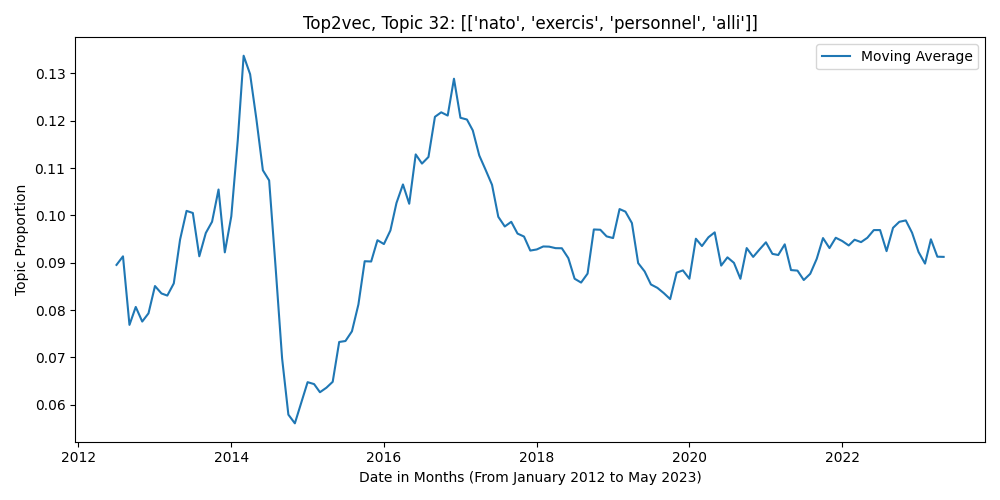 Top2vec, Topic 32: [['nato', 'exercis', 'personnel', 'alli']]
Moving Average
Topic Proportion
0.13
0.12
0.11
0.10
0.09
0.08
0.07
0.06
2012 2014 2016 2018 2020 2022
Date in Months (From January 2012 to May 2023)